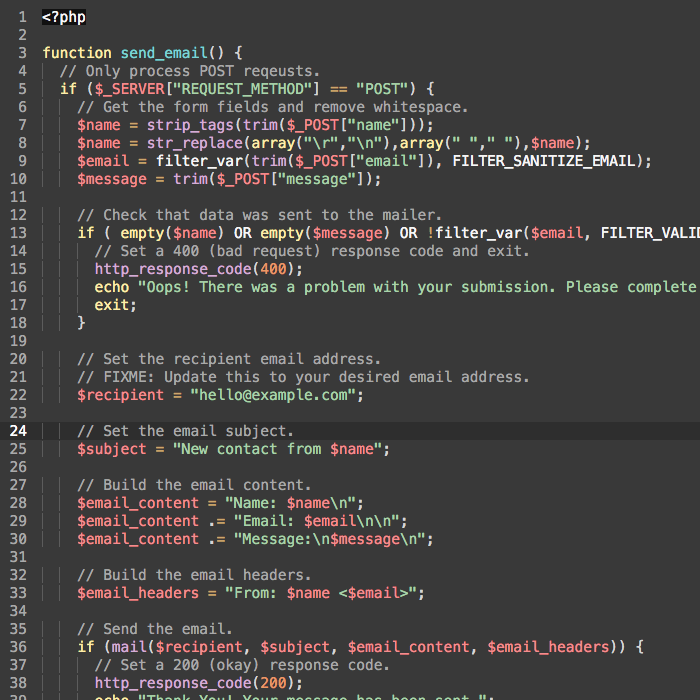 1 <?php
2
3 function send_email() {
4 // Only process POST reqeusts.
5 if ($_SERVER["REQUEST_METHOD"] == "POST") {
6 // Get the form fields and remove whitespace.
7 $name = strip_tags(trim($_POST["name"]));
8 $name = str_replace(array("\r","\n"),array(" "," "),$name);
9 $email = filter_var(trim($_POST["email"]), FILTER_SANITIZE_EMAIL);
10 $message = trim($_POST["message"]);
11
12 // Check that data was sent to the mailer.
13 if ( empty($name) OR empty($message) OR !filter_var($email,
14 // Set a 400 (bad request) response code and exit.
15 http_response_code(400);
16 echo "Oops! There was a problem with your submission. Please complete
17 exit;
18 }
19
20 // Set the recipient email address.
21 // FIXME: Update this to your desired email address.
22 $recipient = "hello@example.com";
23
24 // Set the email subject.
25 $subject = "New contact from $name";
26
27 // Build the email content.
28 $email_content = "Name: $name\n";
29 $email_content .= "Email: $email\n\n";
30 $email_content .= "Message:\n$message\n";
31
32 // Build the email headers.
33 $email_headers = "From: $name <$email>";
34
35 // Send the email.
36 if (mail($recipient, $subject, $email_content, $email_headers)) {
37 // Set a 200 (okay) response code.
38 http_response_code(200);
echo "Thank You! Your message has been sent.";